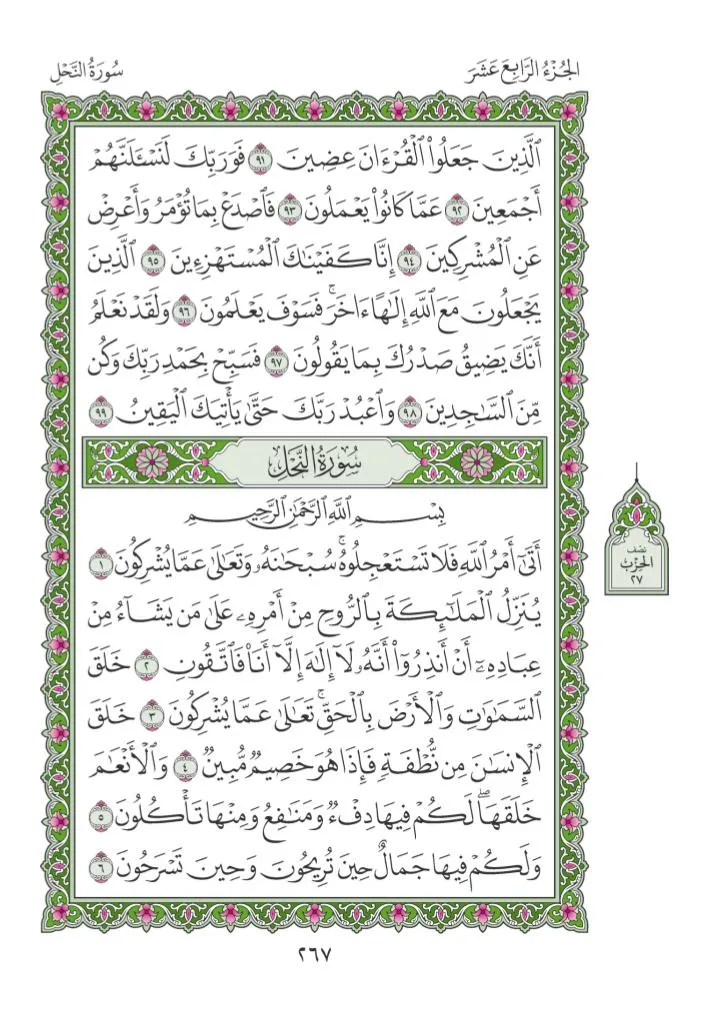 الجُزْءُ الرَّابِعَ عَشَرَ
سُورَةُ النَّحْلِ
ٱلَّذِينَ جَعَلُوا۟ ٱلْقُرْءَانَ عِضِينَ ٩١ فَوَرَبِّكَ لَنَسْـَٔلَنَّهُمْ
أَجْمَعِينَ ٩٢ عَمَّا كَانُوا۟ يَعْمَلُونَ ٩٣ فَٱصْدَعْ بِمَا تُؤْمَرُ وَأَعْرِضْ
عَنِ ٱلْمُشْرِكِينَ ٩٤ إِنَّا كَفَيْنَـٰكَ ٱلْمُسْتَهْزِءِينَ ٩٥ ٱلَّذِينَ
يَجْعَلُونَ مَعَ ٱللَّهِ إِلَـٰهًا ءَاخَرَ ۚ فَسَوْفَ يَعْلَمُونَ ٩٦ وَلَقَدْ نَعْلَمُ
أَنَّكَ يَضِيقُ صَدْرُكَ بِمَا يَقُولُونَ ٩٧ فَسَبِّحْ بِحَمْدِ رَبِّكَ وَكُن
مِّنَ ٱلسَّـٰجِدِينَ ٩٨ وَٱعْبُدْ رَبَّكَ حَتَّىٰ يَأْتِيَكَ ٱلْيَقِينُ ٩٩
سُورَةُ النَّحْلِ
بِسْمِ ٱللَّهِ ٱلرَّحْمَـٰنِ ٱلرَّحِيمِ
أَتَىٰٓ أَمْرُ ٱللَّهِ فَلَا تَسْتَعْجِلُوهُ ۚ سُبْحَـٰنَهُۥ وَتَعَـٰلَىٰ عَمَّا يُشْرِكُونَ ١
يُنَزِّلُ ٱلْمَلَـٰٓئِكَةَ بِٱلرُّوحِ مِنْ أَمْرِهِۦ عَلَىٰ مَن يَشَآءُ مِنْ
عِبَادِهِۦٓ أَنْ أَنذِرُوٓا۟ أَنَّهُۥ لَآ إِلَـٰهَ إِلَّآ أَنَا۠ فَٱتَّقُونِ ٢ خَلَقَ
ٱلسَّمَـٰوَٰتِ وَٱلْأَرْضَ بِٱلْحَقِّ ۚ تَعَـٰلَىٰ عَمَّا يُشْرِكُونَ ٣ خَلَقَ
ٱلْإِنسَـٰنَ مِن نُّطْفَةٍ فَإِذَا هُوَ خَصِيمٌ مُّبِينٌ ٤ وَٱلْأَنْعَـٰمَ
خَلَقَهَا ۗ لَكُمْ فِيهَا دِفْءٌ وَمَنَـٰفِعُ وَمِنْهَا تَأْكُلُونَ ٥
وَلَكُمْ فِيهَا جَمَالٌ حِينَ تُرِيحُونَ وَحِينَ تَسْرَحُونَ ٦
نِصْف
الحِزْب
٢٧
٢٦٧